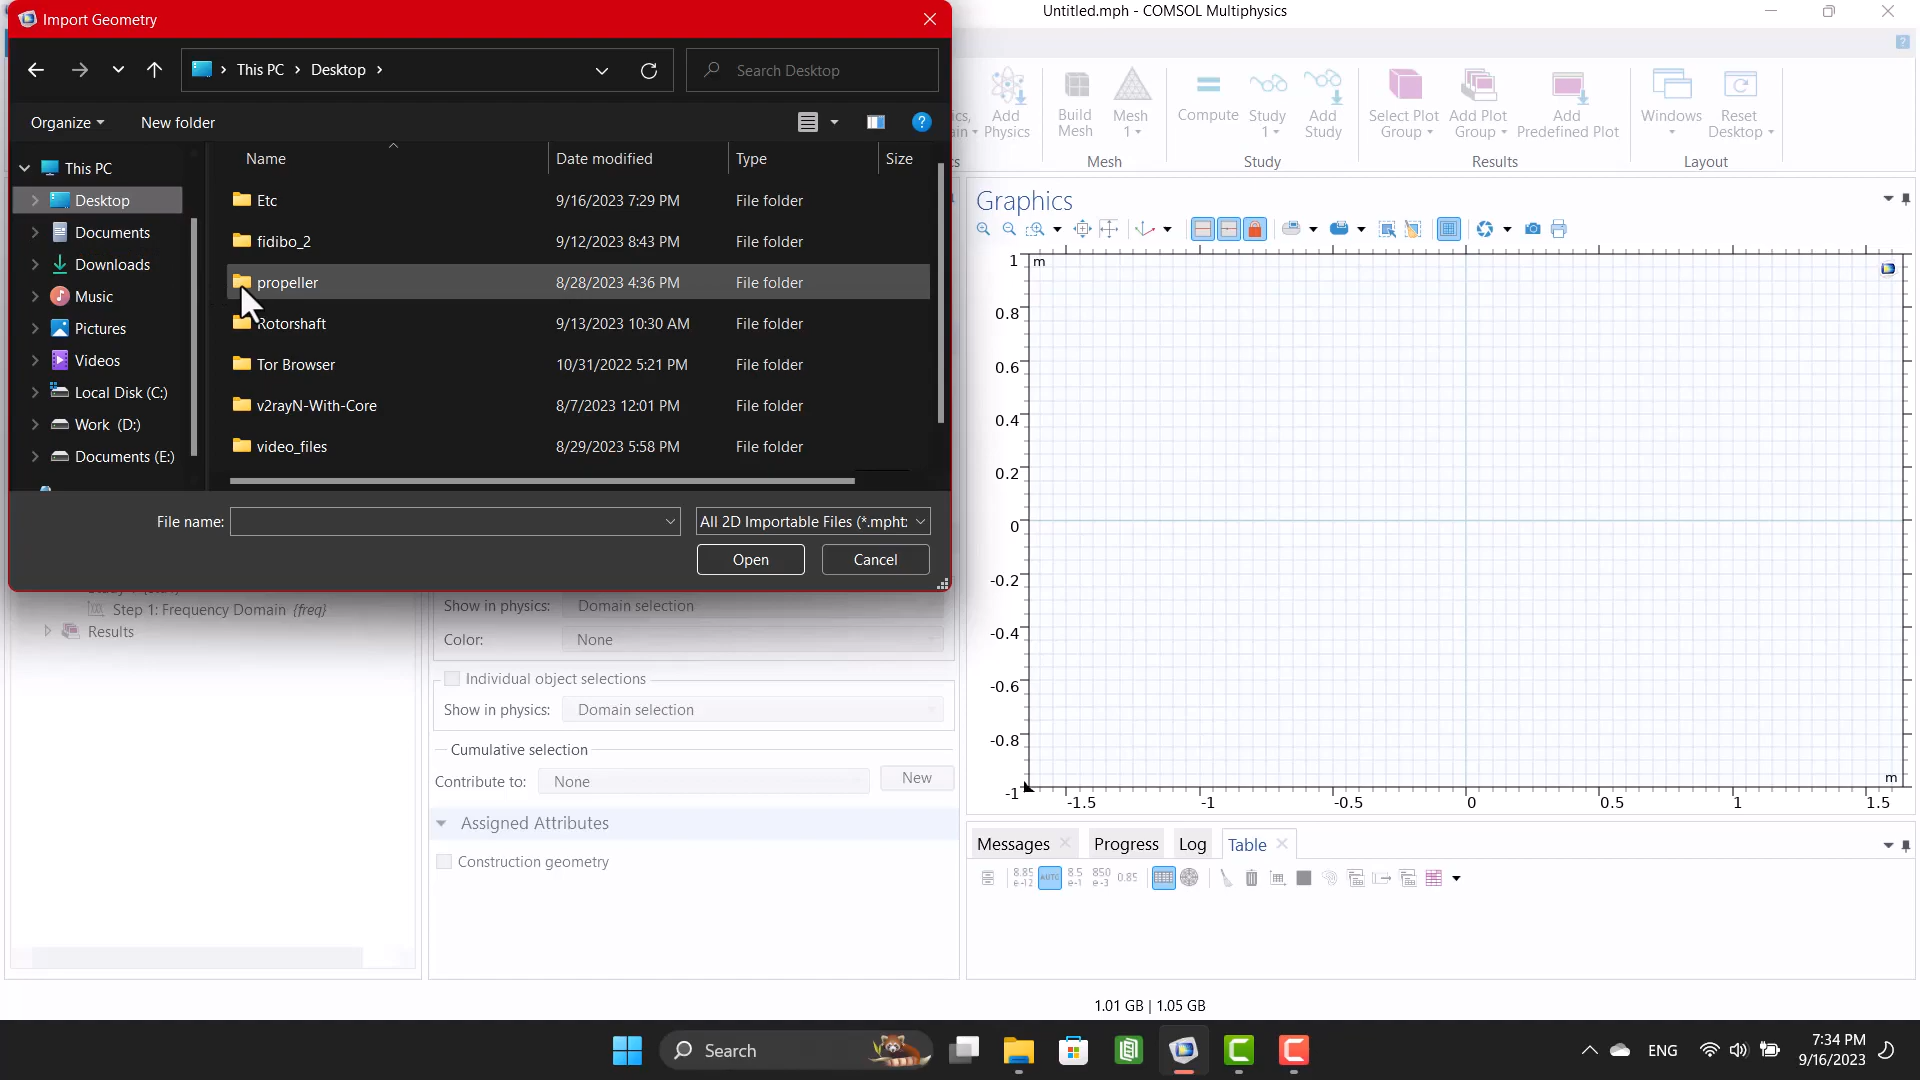 Import Geometry
Untitled.mph - COMSOL Multiphysics
This PC
Desktop
Search Desktop
Organize
New folder
This PC
Desktop
Documents
Downloads
Music
Pictures
Videos
Local Disk (C:)
Work (D:)
Documents (E:)
Name Date modified Type Size
Etc 9/16/2023 7:29 PM File folder
fidibo_2 9/12/2023 8:43 PM File folder
propeller 8/28/2023 4:36 PM File folder
Rotorshaft 9/13/2023 10:30 AM File folder
Tor Browser 10/31/2022 5:21 PM File folder
v2rayN-With-Core 8/7/2023 12:01 PM File folder
video_files 8/29/2023 5:58 PM File folder
File name:
All 2D Importable Files (*.mpht:
Open
Cancel
Add Physics
Build Mesh
Mesh 1
Mesh
Compute
Study 1
Add Study
Study
Select Plot Group
Add Plot Group
Add Predefined Plot
Results
Windows
Reset Desktop
Layout
Step 1: Frequency Domain {freq}
Results
Show in physics: Domain selection
Color: None
Individual object selections
Show in physics: Domain selection
Cumulative selection
Contribute to: None New
Assigned Attributes
Construction geometry
Graphics
m
1
0.8
0.6
0.4
0.2
0
-0.2
-0.4
-0.6
-0.8
-1
m
-1.5 -1 -0.5 0 0.5 1 1.5
Messages Progress Log Table
8.85 e-12 AUTO 8.5 e-1 850 e-3 0.85
1.01 GB | 1.05 GB
Search
ENG
7:34 PM
9/16/2023